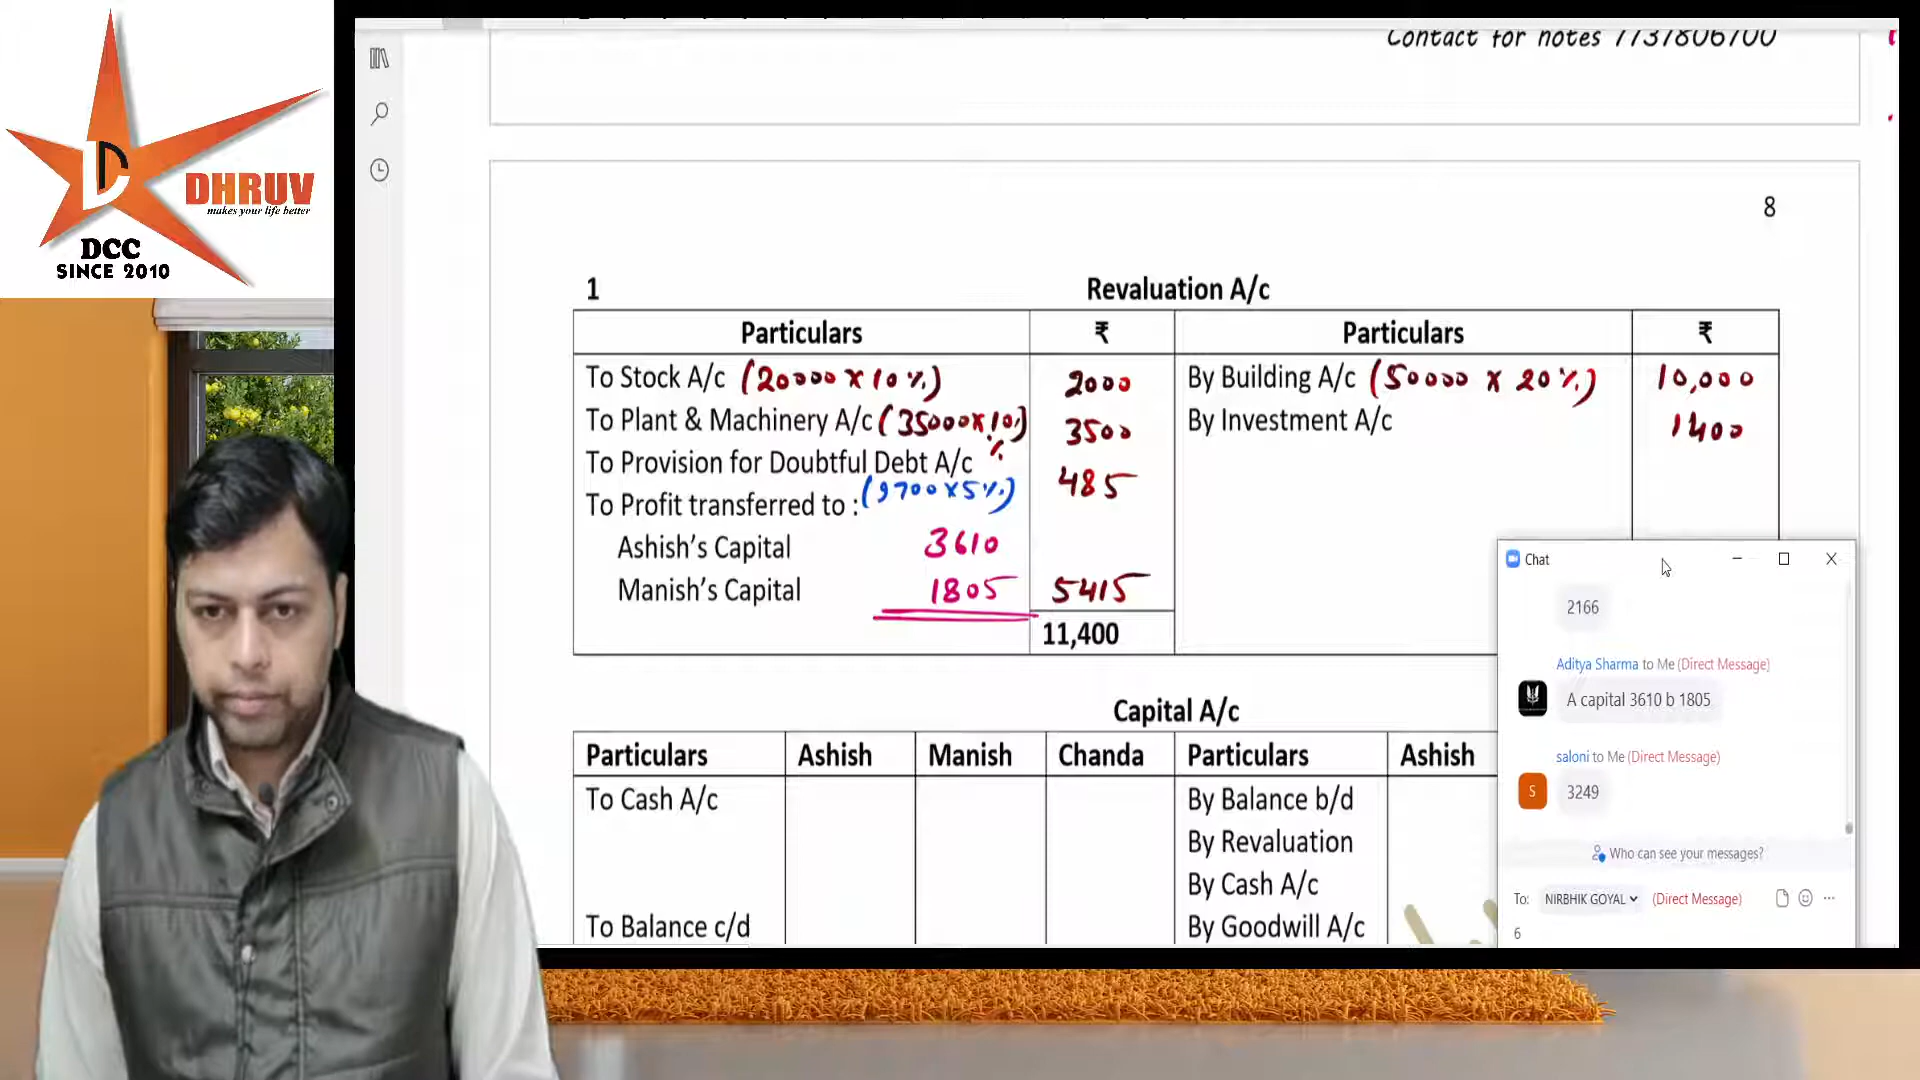 DHRUV
makes your life better
DCC
SINCE 2010
Contact for notes 7737806700
8
1 Revaluation A/c
Particulars ₹ Particulars ₹
To Stock A/c (20000 x 10%) 2000 By Building A/c (50000 x 20%) 10,000
To Plant & Machinery A/c (35000x10%) 3500 By Investment A/c 1400
To Provision for Doubtful Debt A/c 485
To Profit transferred to : (9700x5%)
Ashish's Capital 3610
Manish's Capital 1805 5415
11,400
Capital A/c
Particulars Ashish Manish Chanda Particulars Ashish
To Cash A/c By Balance b/d
By Revaluation
By Cash A/c
To Balance c/d By Goodwill A/c
Chat
2166
Aditya Sharma to Me (Direct Message)
A capital 3610 b 1805
saloni to Me (Direct Message)
S
3249
Who can see your messages?
To: NIRBHIK GOYAL (Direct Message)
6